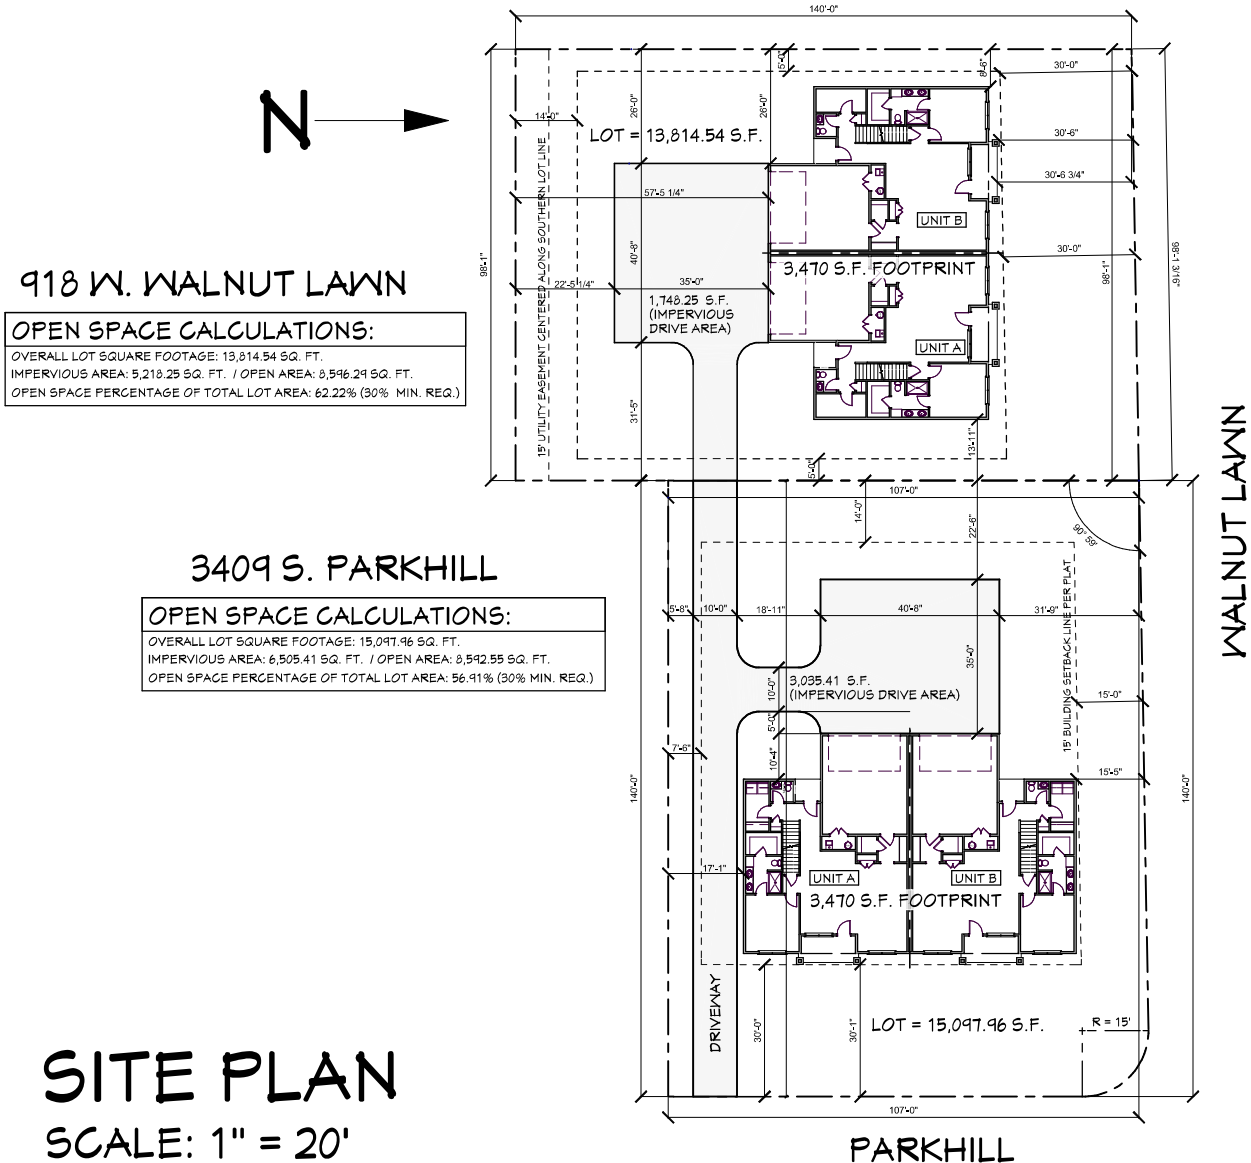 140'-0"
N
14'-0"
26'-0"
26'-0"
5'-0"
8'-6"
30'-0"
LOT = 13,814.54 S.F.
30'-6"
30'-6 3/4"
57'-5 1/4"
15' UTILITY EASEMENT CENTERED ALONG SOUTHERN LOT LINE
UNIT B
98'-1"
40'-8"
30'-0"
98'-1"
98'-1 3/16"
3,470 S.F. FOOTPRINT
22'-5 1/4"
35'-0"
1,748.25 S.F.
(IMPERVIOUS
DRIVE AREA)
UNIT A
31'-5"
13'-11"
5'-0"
918 W. WALNUT LAWN
OPEN SPACE CALCULATIONS:
OVERALL LOT SQUARE FOOTAGE: 13,814.54 SQ. FT.
IMPERVIOUS AREA: 5,218.25 SQ. FT. / OPEN AREA: 8,596.29 SQ. FT.
OPEN SPACE PERCENTAGE OF TOTAL LOT AREA: 62.22% (30% MIN. REQ.)
WALNUT LAWN
107'-0"
14'-0"
22'-6"
90° 59'
3409 S. PARKHILL
OPEN SPACE CALCULATIONS:
OVERALL LOT SQUARE FOOTAGE: 15,097.96 SQ. FT.
IMPERVIOUS AREA: 6,505.41 SQ. FT. / OPEN AREA: 8,592.55 SQ. FT.
OPEN SPACE PERCENTAGE OF TOTAL LOT AREA: 56.91% (30% MIN. REQ.)
5'-8"
10'-0"
18'-11"
40'-8"
31'-9"
35'-0"
15' BUILDING SETBACK LINE PER PLAT
3,035.41 S.F.
(IMPERVIOUS DRIVE AREA)
10'-0"
15'-0"
5'-0"
7'-6"
10'-4"
15'-5"
140'-0"
140'-0"
17'-1"
UNIT A
UNIT B
3,470 S.F. FOOTPRINT
DRIVEWAY
30'-0"
30'-1"
LOT = 15,097.96 S.F.
R = 15'
107'-0"
PARKHILL
SITE PLAN
SCALE: 1" = 20'